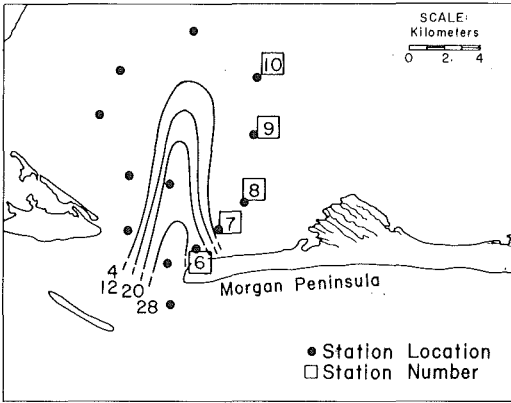 SCALE:
Kilometers
0 2, 4
10
9
8
7
6
4
12
20
28
Morgan Peninsula
Station Location
Station Number